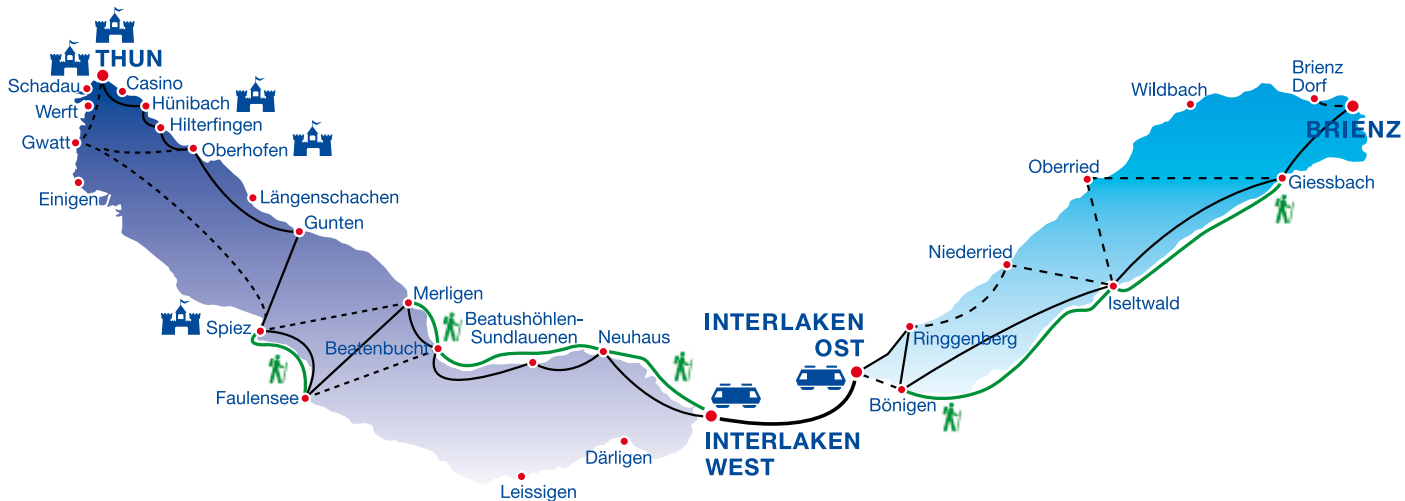 THUN
Schadau
Casino
Werft
Hünibach
Hilterfingen
Gwatt
Oberhofen
Einigen
Längenschachen
Gunten
Merligen
Spiez
Beatushöhlen-
Sundlauenen
Neuhaus
Beatenbucht
Faulensee
INTERLAKEN
WEST
Därligen
Leissigen
INTERLAKEN
OST
Ringgenberg
Bönigen
Niederried
Iseltwald
Oberried
Giessbach
Wildbach
Brienz
Dorf
BRIENZ